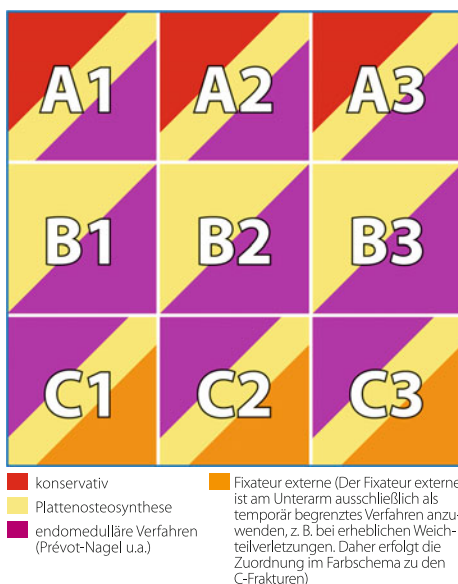 A1 A2 A3
B1 B2 B3
C1 C2 C3
konservativ
Plattenosteosynthese
endomedulläre Verfahren
(Prévot-Nagel u.a.)
Fixateur externe (Der Fixateur externe
ist am Unterarm ausschließlich als
temporär begrenztes Verfahren anzu-
wenden, z. B. bei erheblichen Weich-
teilverletzungen. Daher erfolgt die
Zuordnung im Farbschema zu den
C-Frakturen)